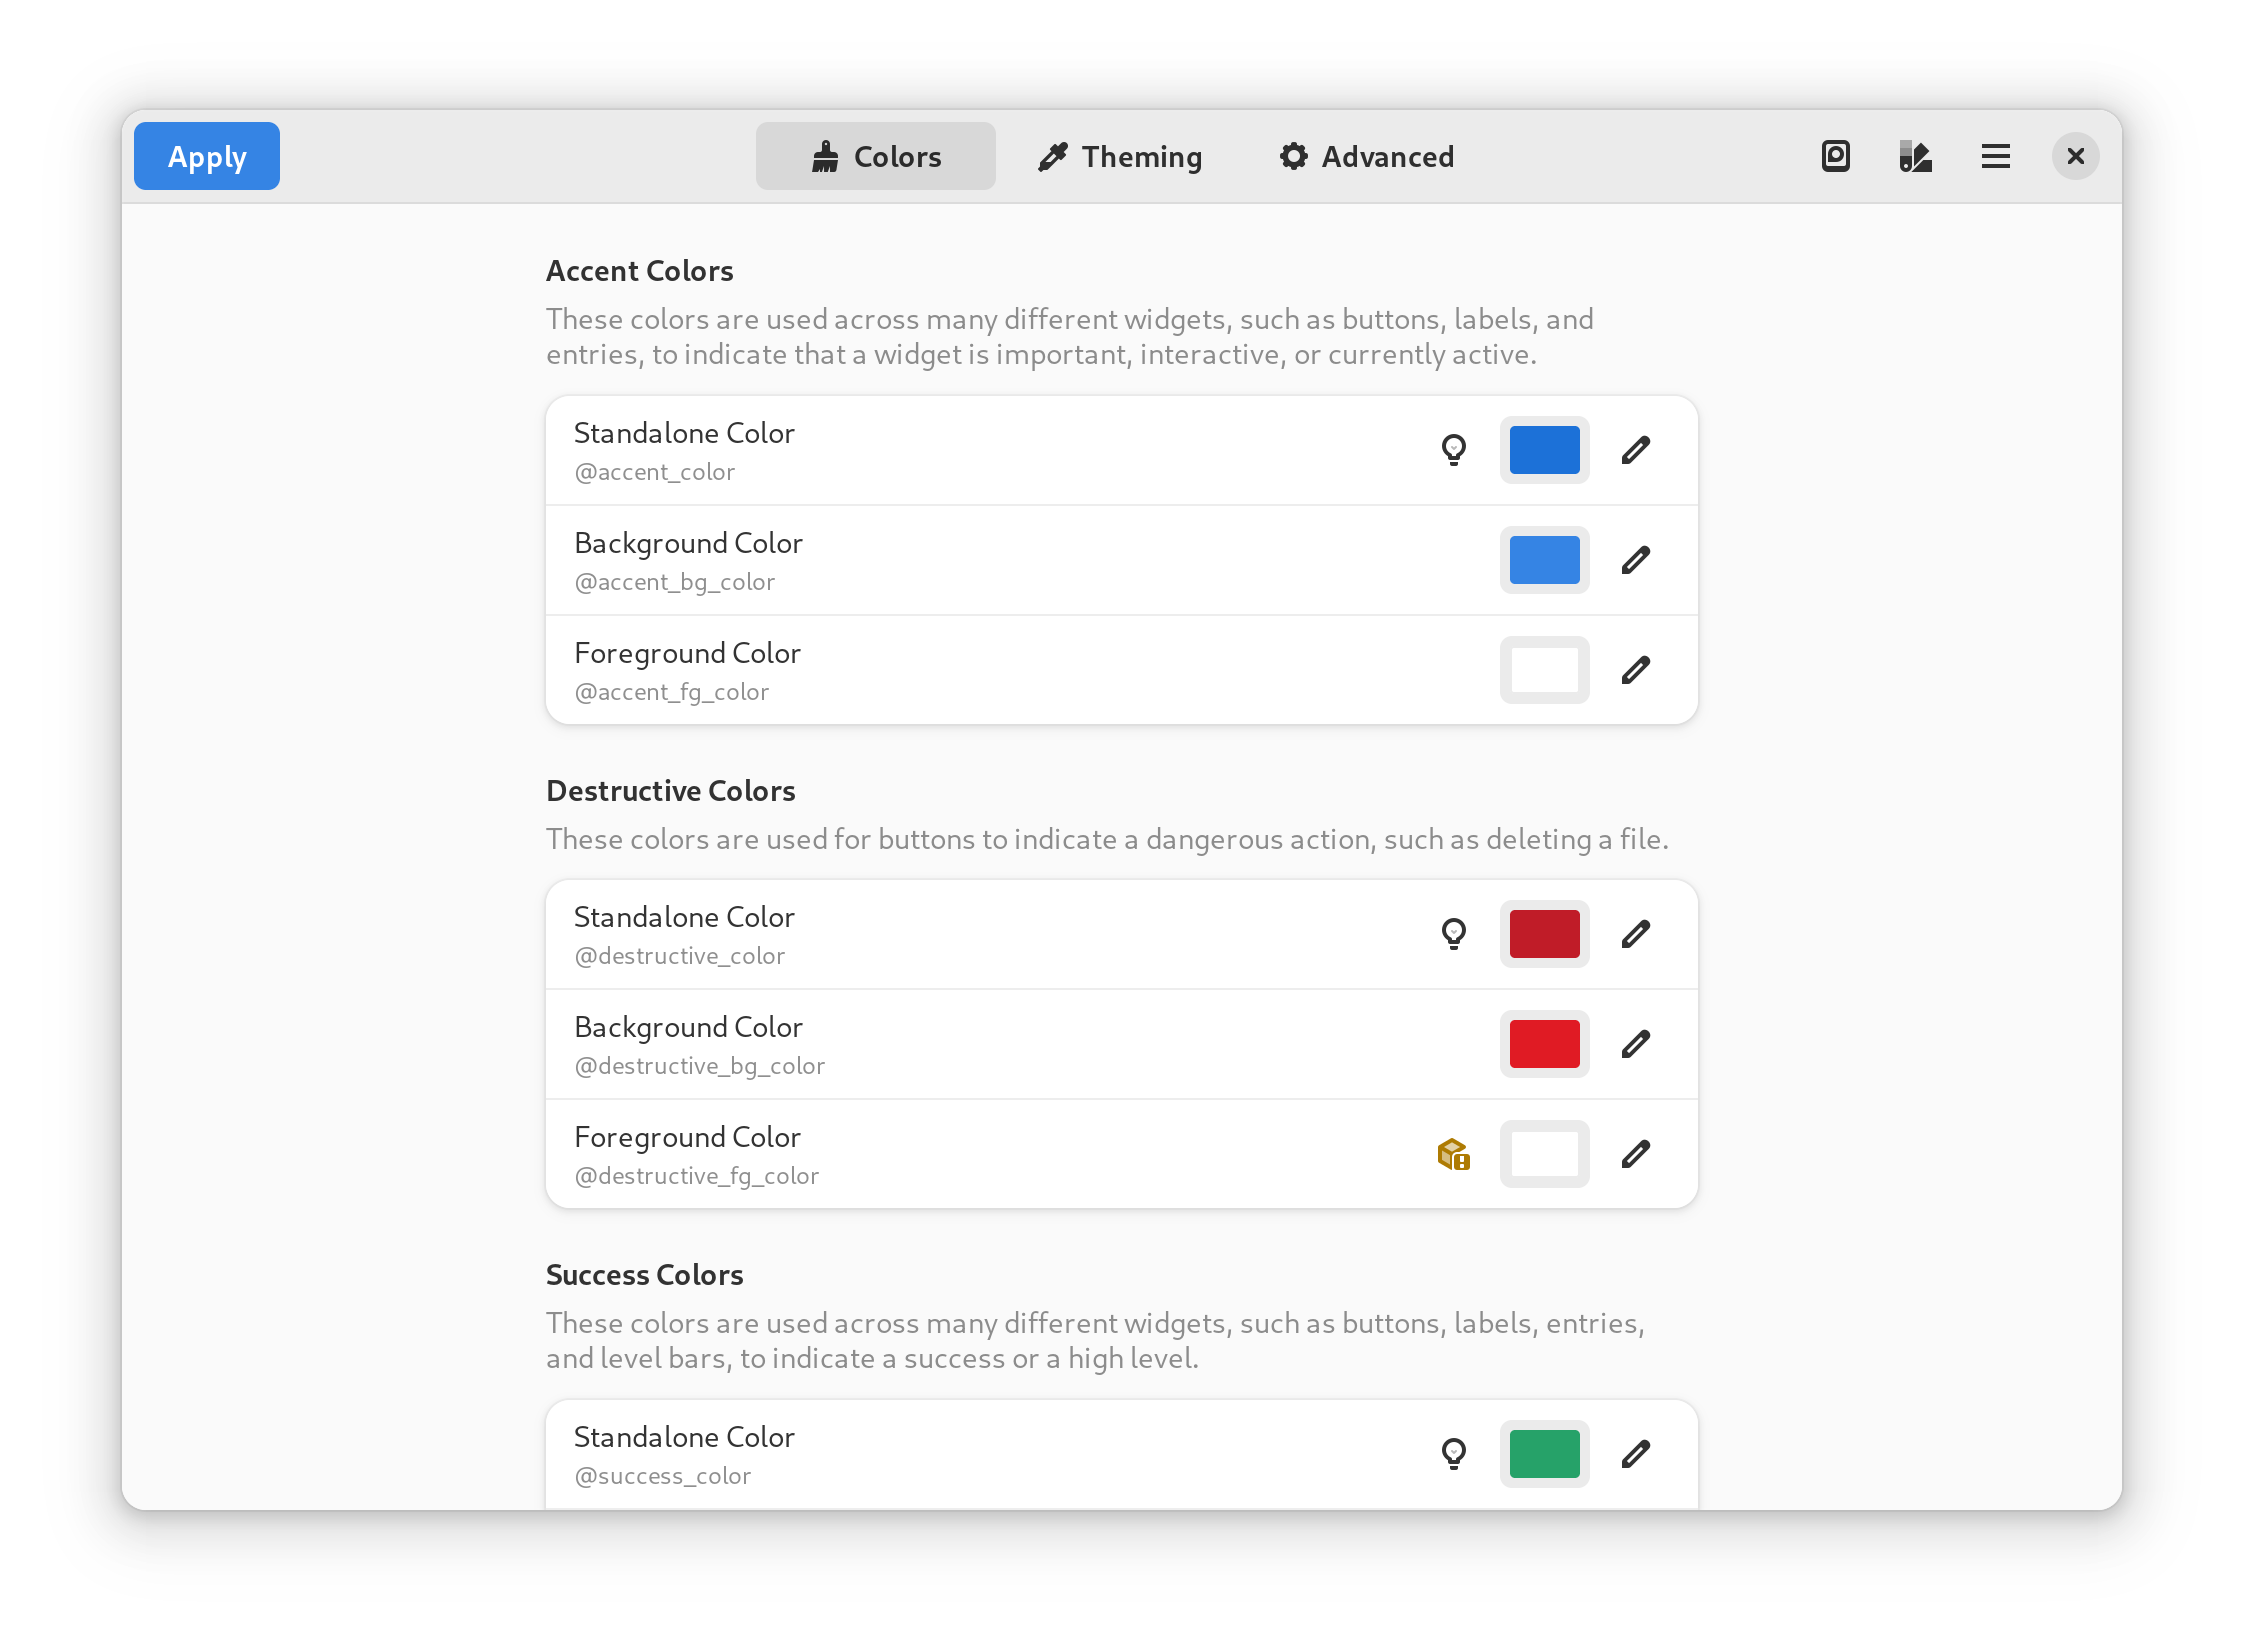 Apply
Colors
Theming
Advanced
Accent Colors
These colors are used across many different widgets, such as buttons, labels, and
entries, to indicate that a widget is important, interactive, or currently active.
Standalone Color
@accent_color
Background Color
@accent_bg_color
Foreground Color
@accent_fg_color
Destructive Colors
These colors are used for buttons to indicate a dangerous action, such as deleting a file.
Standalone Color
@destructive_color
Background Color
@destructive_bg_color
Foreground Color
@destructive_fg_color
Success Colors
These colors are used across many different widgets, such as buttons, labels, entries,
and level bars, to indicate a success or a high level.
Standalone Color
@success_color